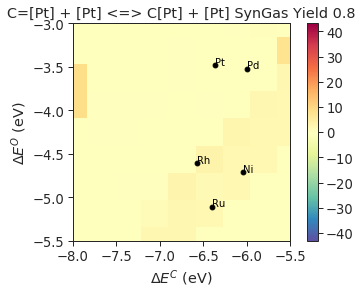 C=[Pt] + [Pt] <=> C[Pt] + [Pt] SynGas Yield 0.8
−3.0
−3.5
−4.0
−4.5
−5.0
−5.5
ΔE^O (eV)
Pt
Pd
Rh
Ni
Ru
−8.0 −7.5 −7.0 −6.5 −6.0 −5.5
ΔE^C (eV)
40
30
20
10
0
−10
−20
−30
−40